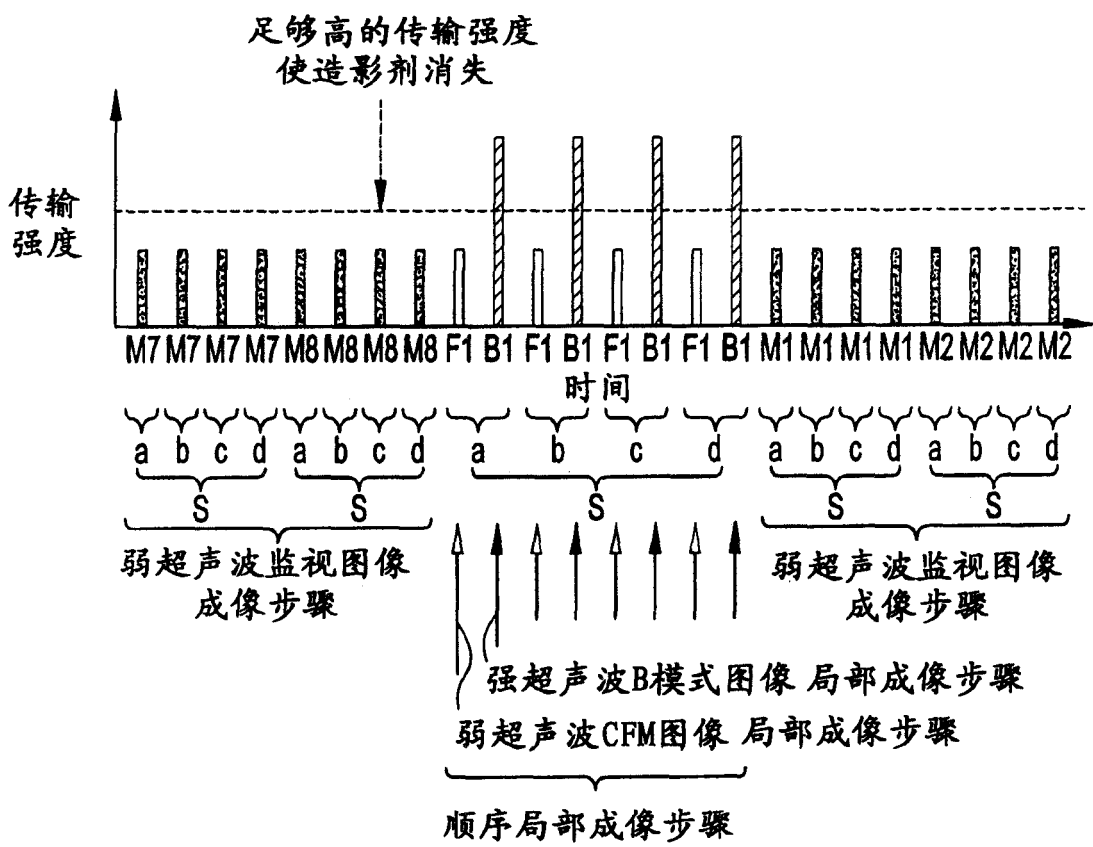 足够高的传输强度
使造影剂消失
传输
强度
M7 M7 M7 M7 M8 M8 M8 M8 F1 B1 F1 B1 F1 B1 F1 B1 M1 M1 M1 M1 M2 M2 M2 M2
时间
a b c d a b c d a b c d a b c d a b c d
S S S S S
弱超声波监视图像
成像步骤
弱超声波监视图像
成像步骤
强超声波B模式图像 局部成像步骤
弱超声波CFM图像 局部成像步骤
顺序局部成像步骤